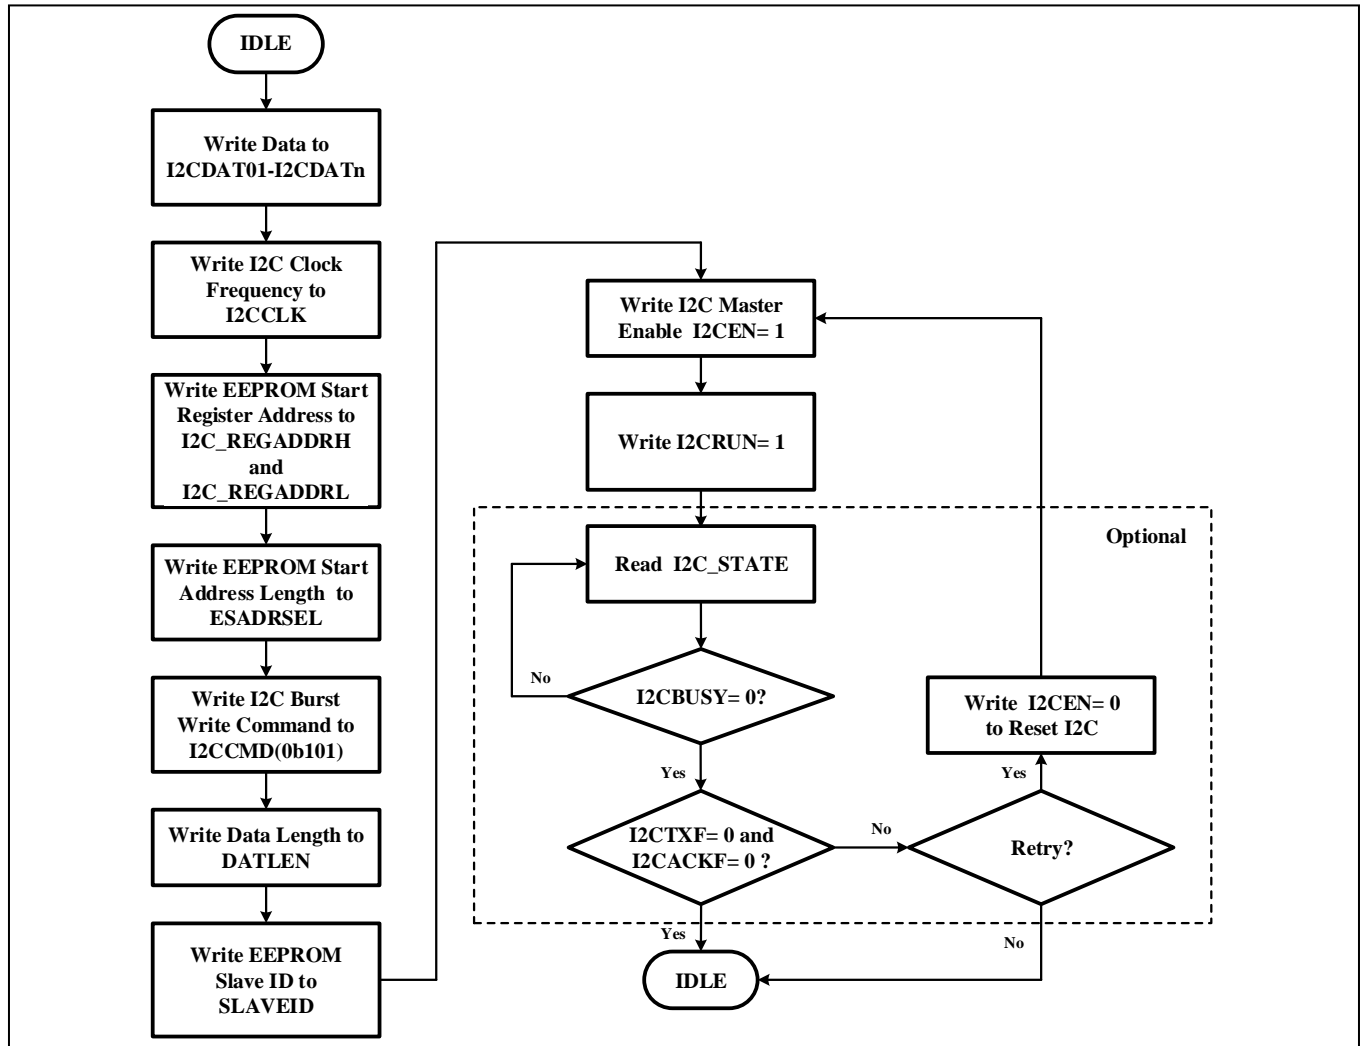 IDLE
Write Data to
I2CDAT01-I2CDATn
Write I2C Clock
Frequency to
I2CCLK
Write EEPROM Start
Register Address to
I2C_REGADDRH
and
I2C_REGADDRL
Write EEPROM Start
Address Length to
ESADRSEL
Write I2C Burst
Write Command to
I2CCMD(0b101)
Write Data Length to
DATLEN
Write EEPROM
Slave ID to
SLAVEID
Write I2C Master
Enable I2CEN= 1
Write I2CRUN= 1
Optional
Read I2C_STATE
No
I2CBUSY= 0?
Yes
I2CTXF= 0 and
I2CACKF= 0 ?
No
Retry?
Yes
Write I2CEN= 0
to Reset I2C
Yes
No
IDLE